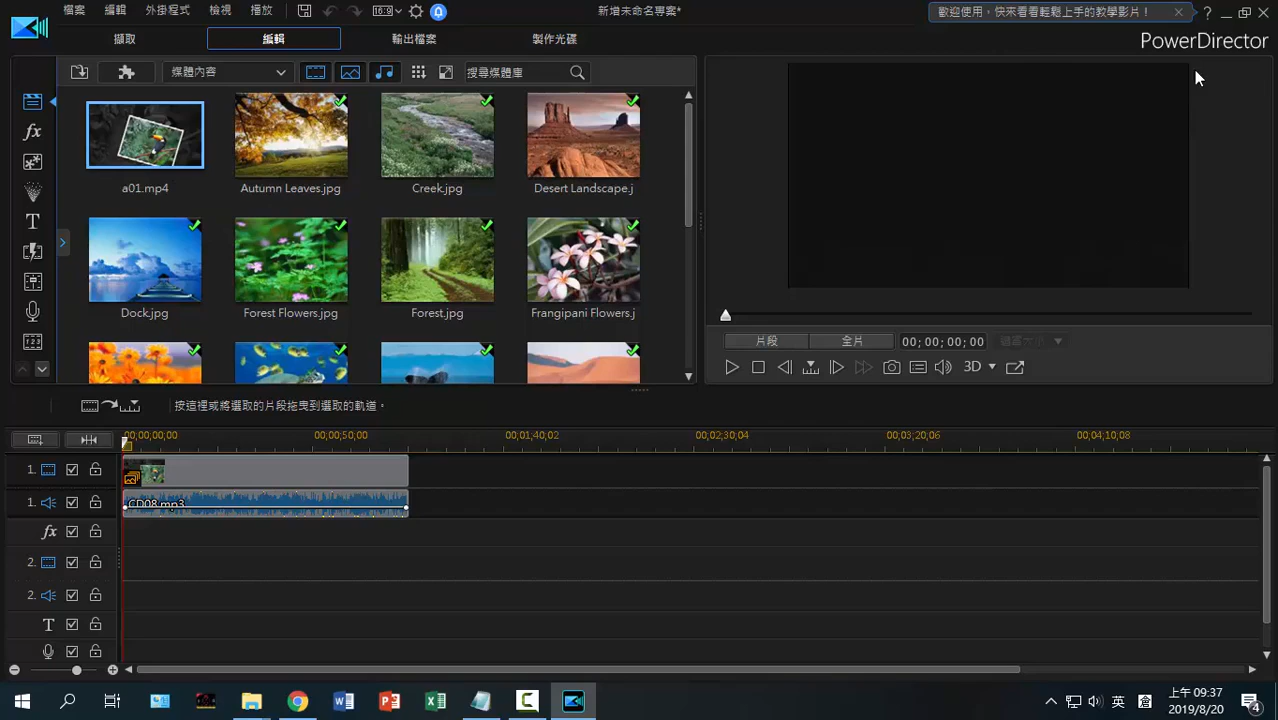 檔案 編輯 外掛程式 檢視 播放 16:9 新增未命名專案* 歡迎使用，快來看看輕鬆上手的教學影片！ ?
擷取 編輯 輸出檔案 製作光碟 PowerDirector
媒體內容 搜尋媒體庫
a01.mp4 Autumn Leaves.jpg Creek.jpg Desert Landscape.j
Dock.jpg Forest Flowers.jpg Forest.jpg Frangipani Flowers.j
片段 全片 00; 00; 00; 00
3D
按這裡或將選取的片段拖曳到選取的軌道。
00;00;00;00 00;00;50;00 00;01;40;02 00;02;30;04 00;03;20;06 00;04;10;08
1.
1. CD08.mp3
fx
2.
2.
T
英 上午 09:37
2019/8/20 4